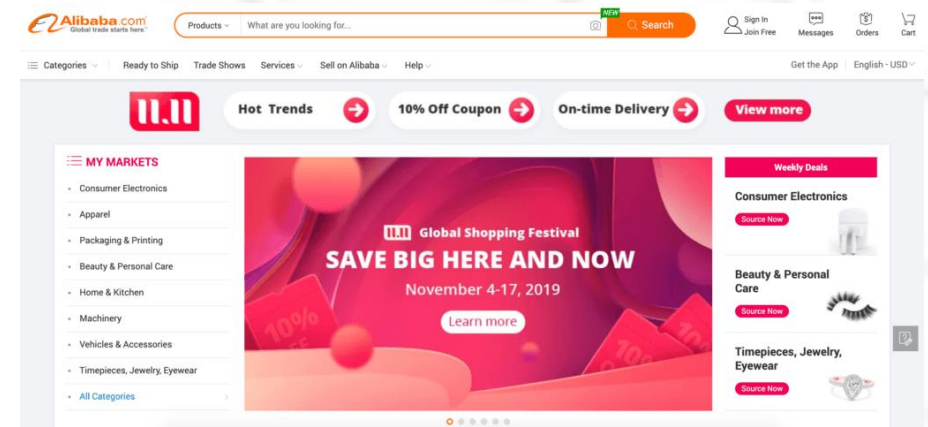 Alibaba.com
Global trade starts here.
Products
What are you looking for...
NEW
Search
Sign In
Join Free
Messages
Orders
Cart
Categories
Ready to Ship
Trade Shows
Services
Sell on Alibaba
Help
Get the App
English - USD
11.11
Hot Trends
10% Off Coupon
On-time Delivery
View more
MY MARKETS
Consumer Electronics
Apparel
Packaging & Printing
Beauty & Personal Care
Home & Kitchen
Machinery
Vehicles & Accessories
Timepieces, Jewelry, Eyewear
All Categories
11.11 Global Shopping Festival
SAVE BIG HERE AND NOW
November 4-17, 2019
Learn more
10%
10%
Weekly Deals
Consumer Electronics
Source Now
Beauty & Personal
Care
Source Now
Timepieces, Jewelry,
Eyewear
Source Now